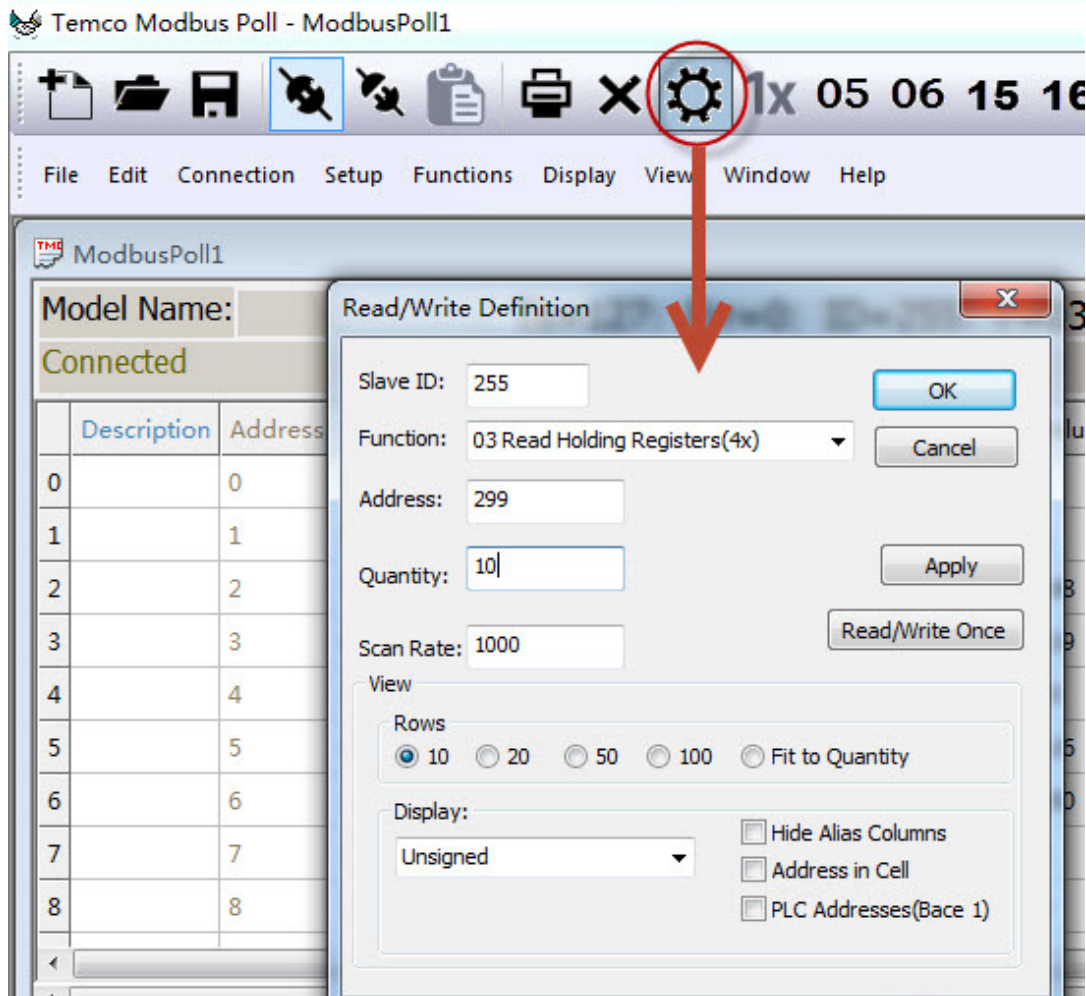 Temco Modbus Poll - ModbusPoll1
1x 05 06 15 16
File Edit Connection Setup Functions Display View Window Help
TMC
ModbusPoll1
Model Name:
Connected
Description Address
0 0
1 1
2 2
3 3
4 4
5 5
6 6
7 7
8 8
Read/Write Definition
Slave ID: 255
OK
Function: 03 Read Holding Registers(4x)
Cancel
Address: 299
Quantity: 10
Apply
Scan Rate: 1000
Read/Write Once
View
Rows
10 20 50 100 Fit to Quantity
Display:
Unsigned
Hide Alias Columns
Address in Cell
PLC Addresses(Bace 1)